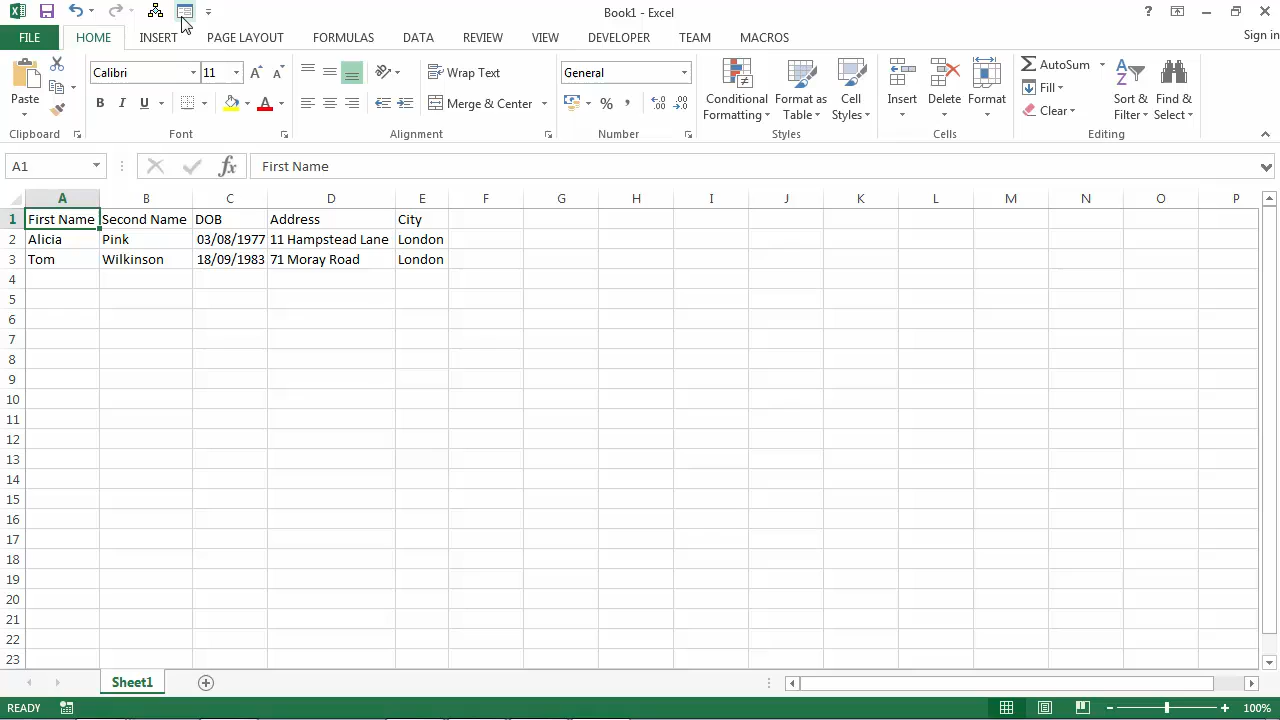 Book1 - Excel
Sign in
FILE HOME INSERT PAGE LAYOUT FORMULAS DATA REVIEW VIEW DEVELOPER TEAM MACROS
Paste
Calibri 11
B I U A
Wrap Text
Merge & Center
General
%
Conditional Formatting
Format as Table
Cell Styles
Insert
Delete
Format
AutoSum
Fill
Clear
Sort & Filter
Find & Select
Clipboard Font Alignment Number Styles Cells Editing
A1 fx First Name
A B C D E F G H I J K L M N O P
1 First Name Second Name DOB Address City
2 Alicia Pink 03/08/1977 11 Hampstead Lane London
3 Tom Wilkinson 18/09/1983 71 Moray Road London
4
5
6
7
8
9
10
11
12
13
14
15
16
17
18
19
20
21
22
23
Sheet1
READY 100%